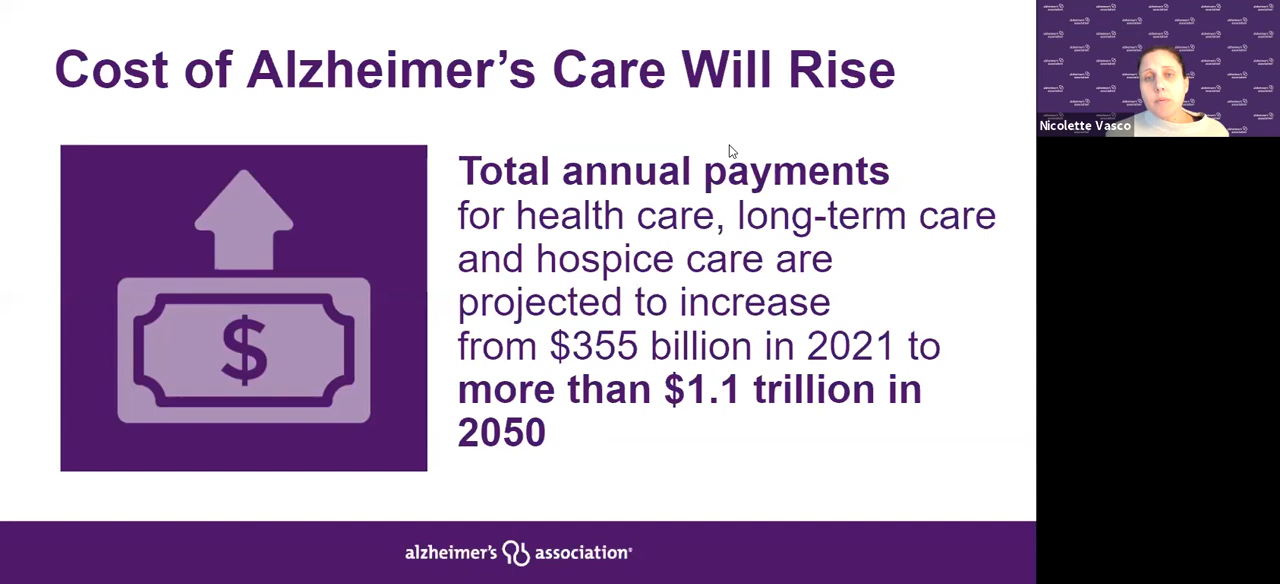 Cost of Alzheimer's Care Will Rise
$
Total annual payments
for health care, long-term care
and hospice care are
projected to increase
from $355 billion in 2021 to
more than $1.1 trillion in
2050
alzheimer's association®
Nicolette Vasco